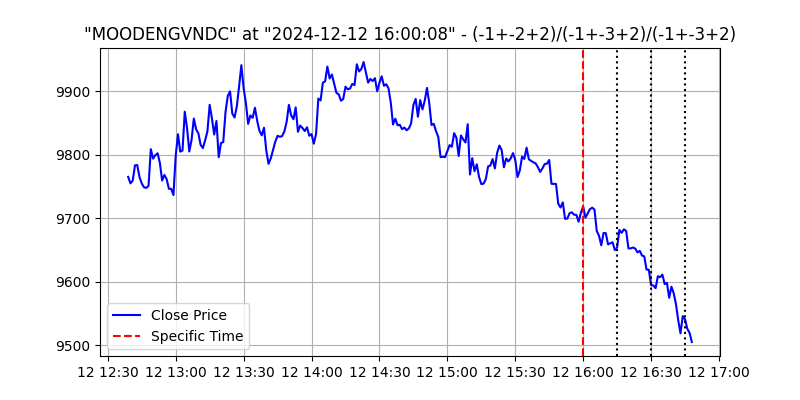 "MOODENGVNDC" at "2024-12-12 16:00:08" - (-1+-2+2)/(-1+-3+2)/(-1+-3+2)
9900
9800
9700
9600
9500
Close Price
Specific Time
12 12:30 12 13:00 12 13:30 12 14:00 12 14:30 12 15:00 12 15:30 12 16:00 12 16:30 12 17:00